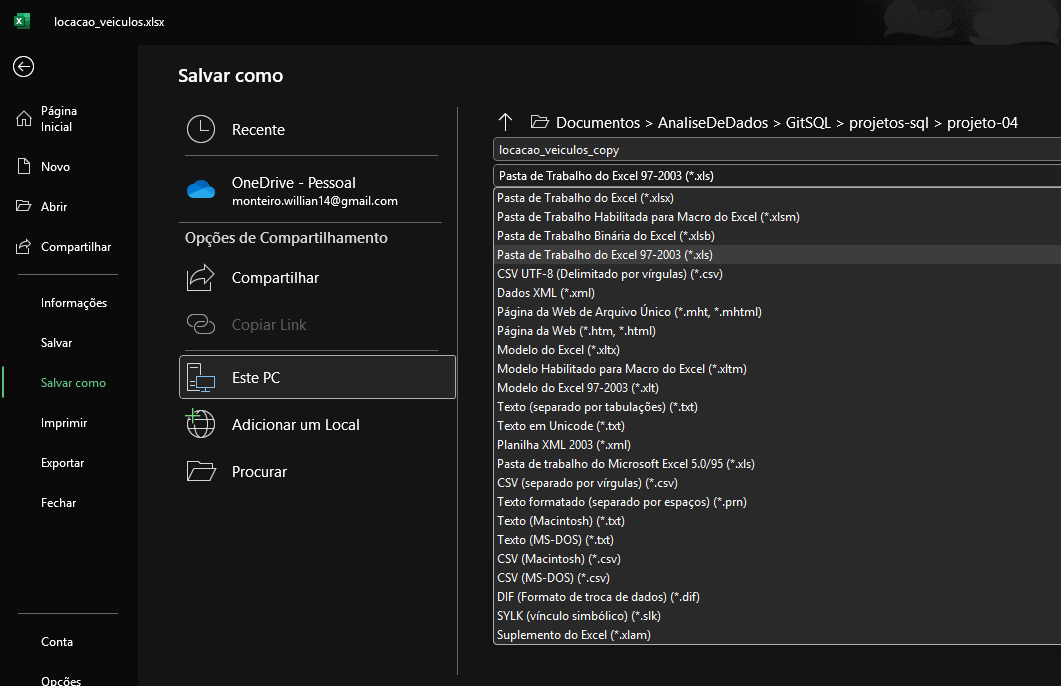 locacao_veiculos.xlsx
Página
Inicial
Novo
Abrir
Compartilhar
Informações
Salvar
Salvar como
Imprimir
Exportar
Fechar
Conta
Opções
Salvar como
Recente
OneDrive - Pessoal
monteiro.willian14@gmail.com
Opções de Compartilhamento
Compartilhar
Copiar Link
Este PC
Adicionar um Local
Procurar
Documentos > AnaliseDeDados > GitSQL > projetos-sql > projeto-04
locacao_veiculos_copy
Pasta de Trabalho do Excel 97-2003 (*.xls)
Pasta de Trabalho do Excel (*.xlsx)
Pasta de Trabalho Habilitada para Macro do Excel (*.xlsm)
Pasta de Trabalho Binária do Excel (*.xlsb)
Pasta de Trabalho do Excel 97-2003 (*.xls)
CSV UTF-8 (Delimitado por vírgulas) (*.csv)
Dados XML (*.xml)
Página da Web de Arquivo Único (*.mht, *.mhtml)
Página da Web (*.htm, *.html)
Modelo do Excel (*.xltx)
Modelo Habilitado para Macro do Excel (*.xltm)
Modelo do Excel 97-2003 (*.xlt)
Texto (separado por tabulações) (*.txt)
Texto em Unicode (*.txt)
Planilha XML 2003 (*.xml)
Pasta de trabalho do Microsoft Excel 5.0/95 (*.xls)
CSV (separado por vírgulas) (*.csv)
Texto formatado (separado por espaços) (*.prn)
Texto (Macintosh) (*.txt)
Texto (MS-DOS) (*.txt)
CSV (Macintosh) (*.csv)
CSV (MS-DOS) (*.csv)
DIF (Formato de troca de dados) (*.dif)
SYLK (vínculo simbólico) (*.slk)
Suplemento do Excel (*.xlam)